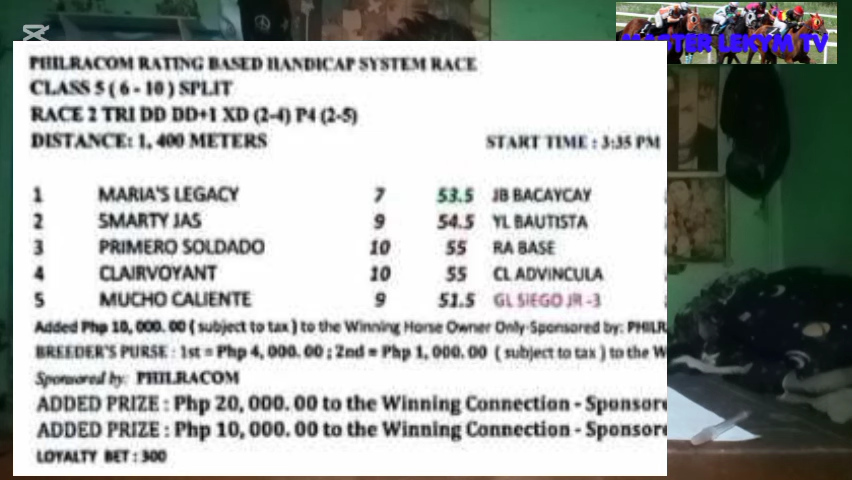 MASTER LEKYM TV
PHILRACOM RATING BASED HANDICAP SYSTEM RACE
CLASS 5 ( 6 - 10 ) SPLIT
RACE 2 TRI DD DD+1 XD (2-4) P4 (2-5)
DISTANCE: 1, 400 METERS START TIME : 3:35 PM
1 MARIA'S LEGACY 7 53.5 JB BACAYCAY
2 SMARTY JAS 9 54.5 YL BAUTISTA
3 PRIMERO SOLDADO 10 55 RA BASE
4 CLAIRVOYANT 10 55 CL ADVINCULA
5 MUCHO CALIENTE 9 51.5 GL SIEGO JR -3
Added Php 10, 000. 00 ( subject to tax ) to the Winning Horse Owner Only-Sponsored by: PHILR
BREEDER'S PURSE : 1st = Php 4, 000. 00 ; 2nd = Php 1, 000. 00 ( subject to tax ) to the W
Sponsored by: PHILRACOM
ADDED PRIZE : Php 20, 000. 00 to the Winning Connection - Sponsore
ADDED PRIZE : Php 10, 000. 00 to the Winning Connection - Sponsore
LOYALTY BET : 300